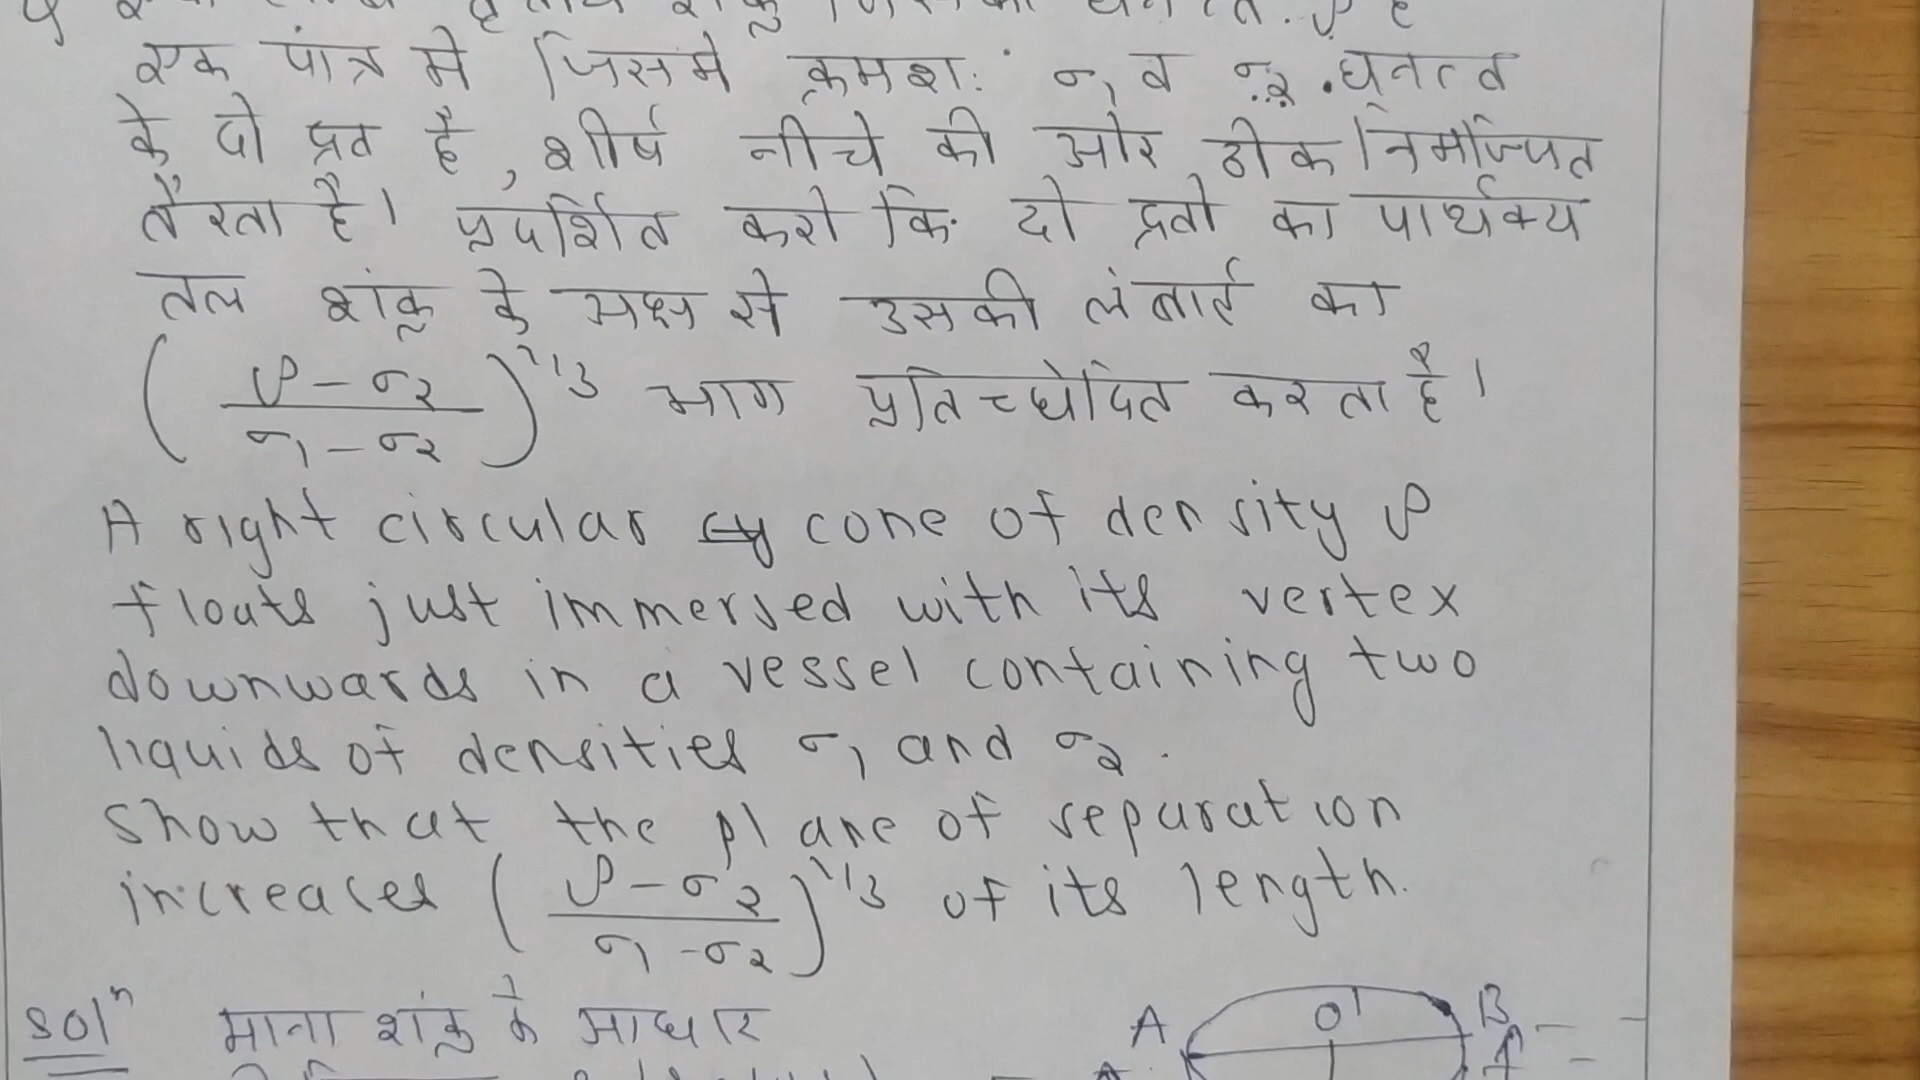 एक पात्र मे जिसमे क्रमशः σ₁ व σ₂ घनत्व
के दो द्रव है, शीर्ष नीचे की ओर ठीक निमज्जित
तैरता है। प्रदर्शित करो कि दो द्रवो का पार्थक्य
तल शंकु के अक्ष से उसकी लंबाई का
((ρ - σ₂)/(σ₁ - σ₂))^1/3 भाग प्रतिच्छेदित करता है।
A right circular cone of density ρ
floats just immersed with its vertex
downwards in a vessel containing two
liquids of densities σ₁ and σ₂.
show that the plane of separation
increaces ((ρ - σ₂)/(σ₁ - σ₂))^1/3 of its length.
solⁿ माना शंकु के आधार
A O' B